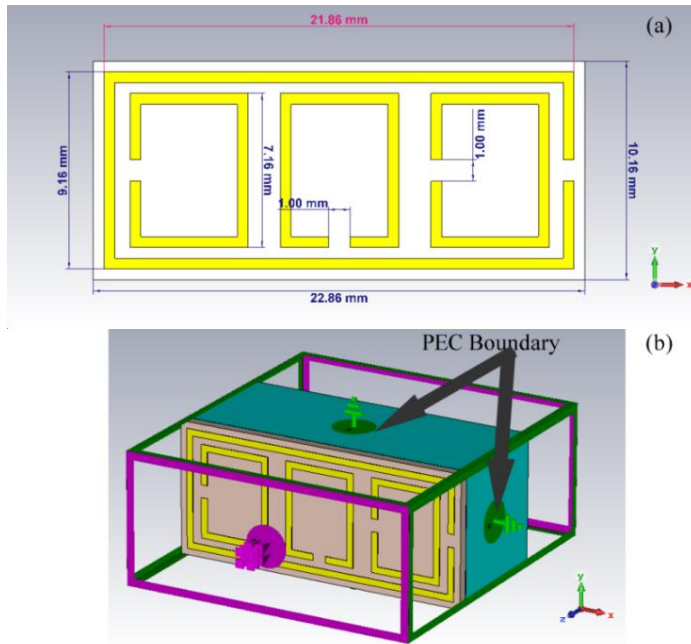 21.86 mm
(a)
9.16 mm
7.16 mm
1.00 mm
1.00 mm
10.16 mm
22.86 mm
y
x
z
PEC Boundary
(b)
y
x
z